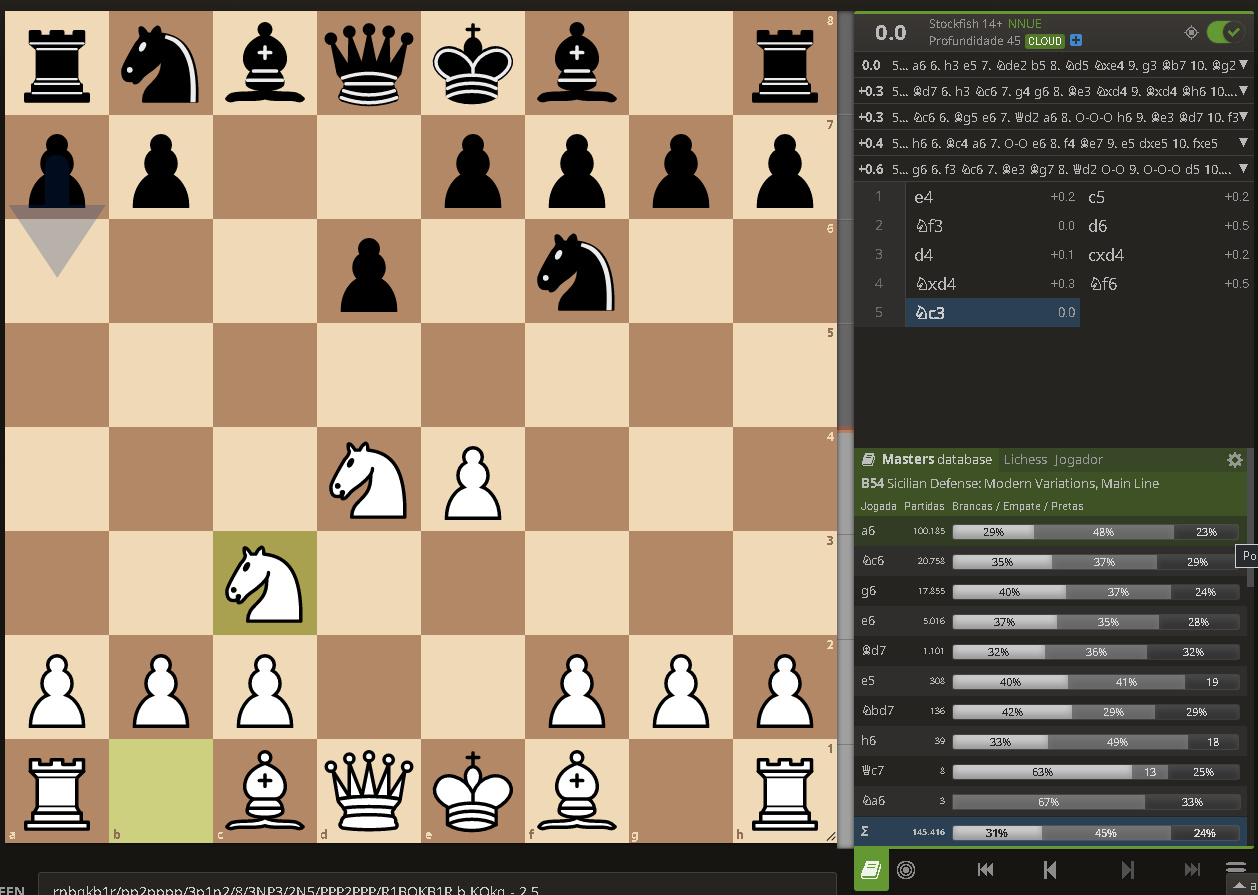 8
7
6
5
4
3
2
1
a b c d e f g h
FEN rnbqkb1r/pp2pppp/3p1n2/8/3NP3/2N5/PPP2PPP/R1BQKB1R b KQkq - 2 5
0.0 Stockfish 14+ NNUE
Profundidade 45 CLOUD
0.0 5... a6 6. h3 e5 7. ♘de2 b5 8. ♘d5 ♘xe4 9. g3 ♗b7 10. ♗g2
+0.3 5... ♗d7 6. h3 ♘c6 7. g4 g6 8. ♗e3 ♘xd4 9. ♗xd4 ♗h6 10....
+0.3 5... ♘c6 6. ♗g5 e6 7. ♕d2 a6 8. O-O-O h6 9. ♗e3 ♗d7 10. f3
+0.4 5... h6 6. ♗c4 a6 7. O-O e6 8. f4 ♗e7 9. e5 dxe5 10. fxe5
+0.6 5... g6 6. f3 ♘c6 7. ♗e3 ♗g7 8. ♕d2 O-O 9. O-O-O d5 10....
1 e4 +0.2 c5 +0.2
2 ♘f3 0.0 d6 +0.5
3 d4 +0.1 cxd4 +0.2
4 ♘xd4 +0.3 ♘f6 +0.5
5 ♘c3 0.0
Masters database Lichess Jogador
B54 Sicilian Defense: Modern Variations, Main Line
Jogada Partidas Brancas / Empate / Pretas
a6 100.185 29% 48% 23%
Po
♘c6 20.758 35% 37% 29%
g6 17.855 40% 37% 24%
e6 5.016 37% 35% 28%
♗d7 1.101 32% 36% 32%
e5 308 40% 41% 19
♘bd7 136 42% 29% 29%
h6 39 33% 49% 18
♕c7 8 63% 13 25%
♘a6 3 67% 33%
Σ 145.416 31% 45% 24%